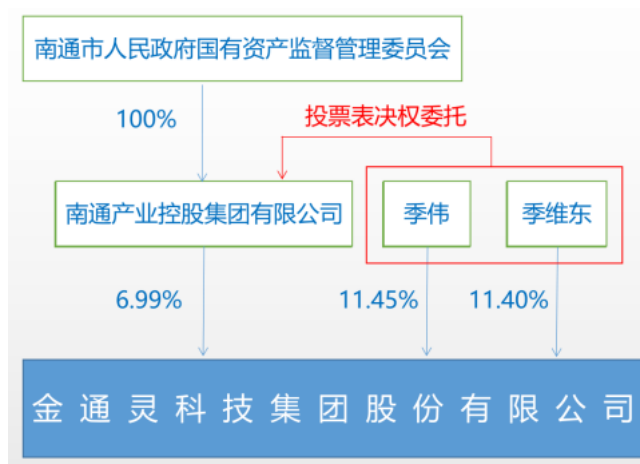 南通市人民政府国有资产监督管理委员会
100%
投票表决权委托
南通产业控股集团有限公司
季伟
季维东
6.99%
11.45%
11.40%
金通灵科技集团股份有限公司